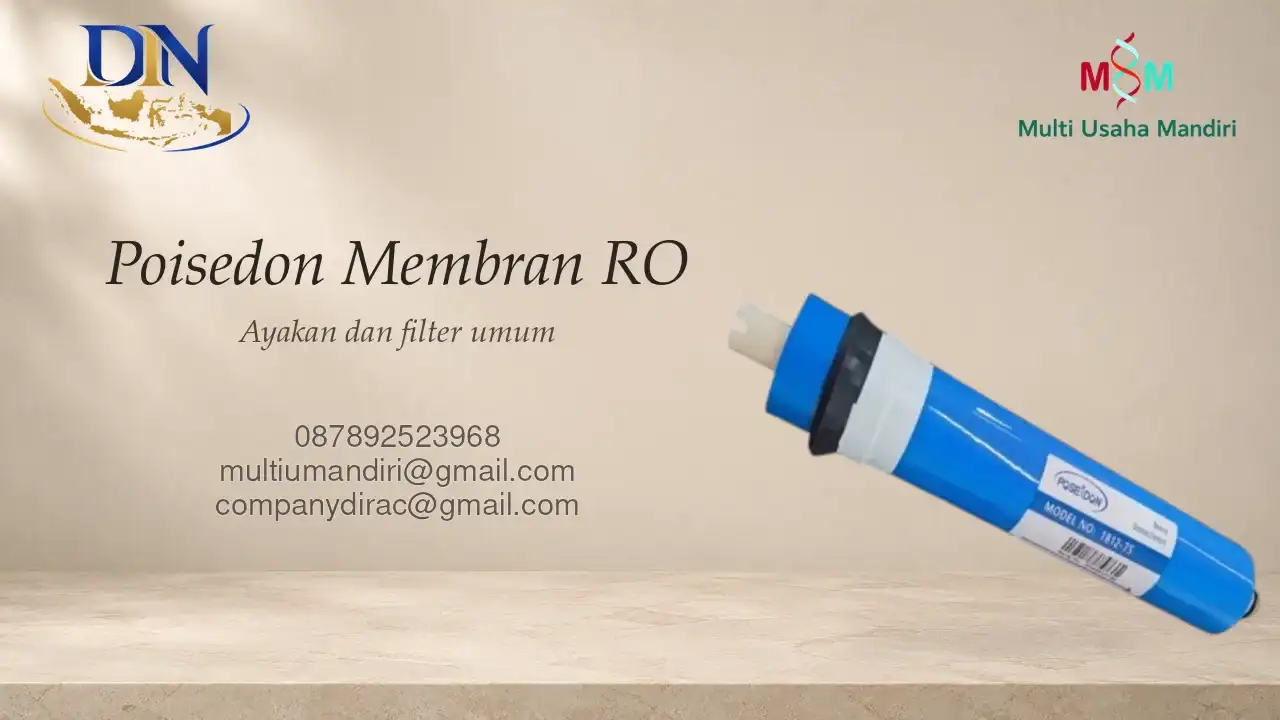 DN
MSM
Multi Usaha Mandiri
Poisedon Membran RO
Ayakan dan filter umum
087892523968
multiumandiri@gmail.com
companydirac@gmail.com
POSEIDON
MODEL NO: 1812-75